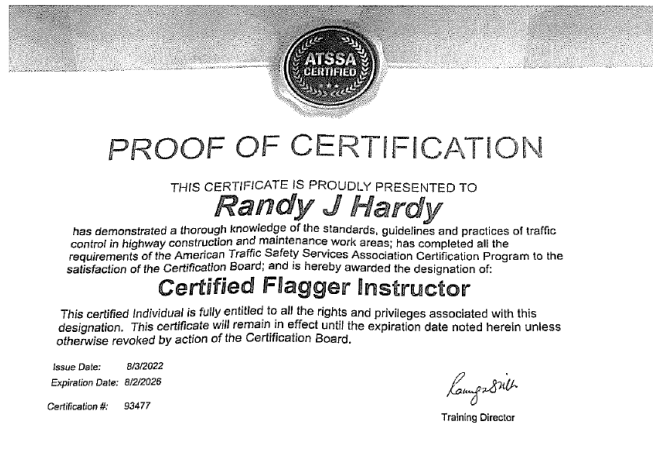 ATSSA
CERTIFIED
PROOF OF CERTIFICATION
THIS CERTIFICATE IS PROUDLY PRESENTED TO
Randy J Hardy
has demonstrated a thorough knowledge of the standards, guidelines and practices of traffic
control in highway construction and maintenance work areas; has completed all the
requirements of the American Traffic Safety Services Association Certification Program to the
satisfaction of the Certification Board; and is hereby awarded the designation of:
Certified Flagger Instructor
This certified Individual is fully entitled to all the rights and privileges associated with this
designation. This certificate will remain in effect until the expiration date noted herein unless
otherwise revoked by action of the Certification Board.
Issue Date: 8/3/2022
Expiration Date: 8/2/2026
Certification #: 93477
Training Director